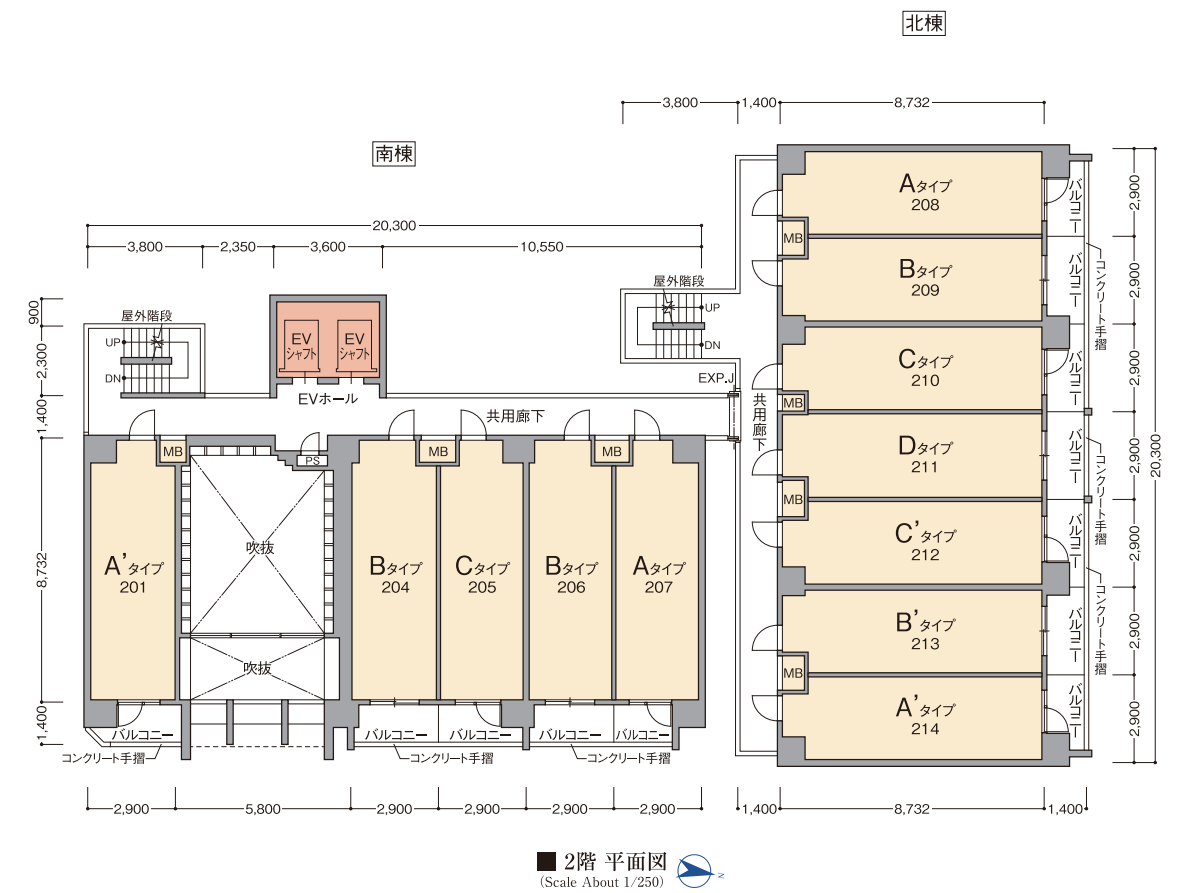 北棟
3,800
1,400
8,732
南棟
20,300
3,800
2,350
3,600
10,550
900
2,300
1,400
8,732
1,400
屋外階段
UP
DN
EV
シャフト
EV
シャフト
EVホール
共用廊下
屋外階段
UP
DN
EXP.J
共用廊下
MB
PS
MB
MB
A'タイプ
201
吹抜
吹抜
Bタイプ
204
Cタイプ
205
Bタイプ
206
Aタイプ
207
バルコニー
バルコニー
バルコニー
バルコニー
バルコニー
コンクリート手摺
コンクリート手摺
コンクリート手摺
2,900
5,800
2,900
2,900
2,900
2,900
Aタイプ
208
MB
Bタイプ
209
Cタイプ
210
MB
Dタイプ
211
MB
C'タイプ
212
B'タイプ
213
MB
A'タイプ
214
バルコニー
バルコニー
バルコニー
バルコニー
バルコニー
バルコニー
バルコニー
コンクリート手摺
コンクリート手摺
コンクリート手摺
2,900
2,900
2,900
2,900
2,900
2,900
2,900
20,300
1,400
8,732
1,400
■ 2階 平面図
(Scale About 1/250)
N